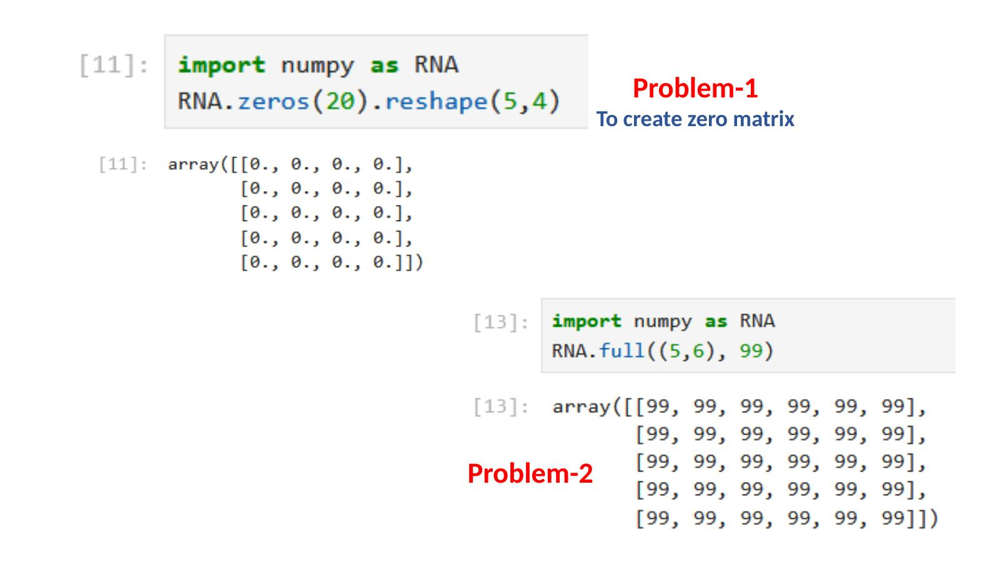 [11]: import numpy as RNA
RNA.zeros(20).reshape(5,4)
Problem-1
To create zero matrix
[11]: array([[0., 0., 0., 0.],
[0., 0., 0., 0.],
[0., 0., 0., 0.],
[0., 0., 0., 0.],
[0., 0., 0., 0.]])
[13]: import numpy as RNA
RNA.full((5,6), 99)
[13]: array([[99, 99, 99, 99, 99, 99],
[99, 99, 99, 99, 99, 99],
[99, 99, 99, 99, 99, 99],
[99, 99, 99, 99, 99, 99],
[99, 99, 99, 99, 99, 99]])
Problem-2